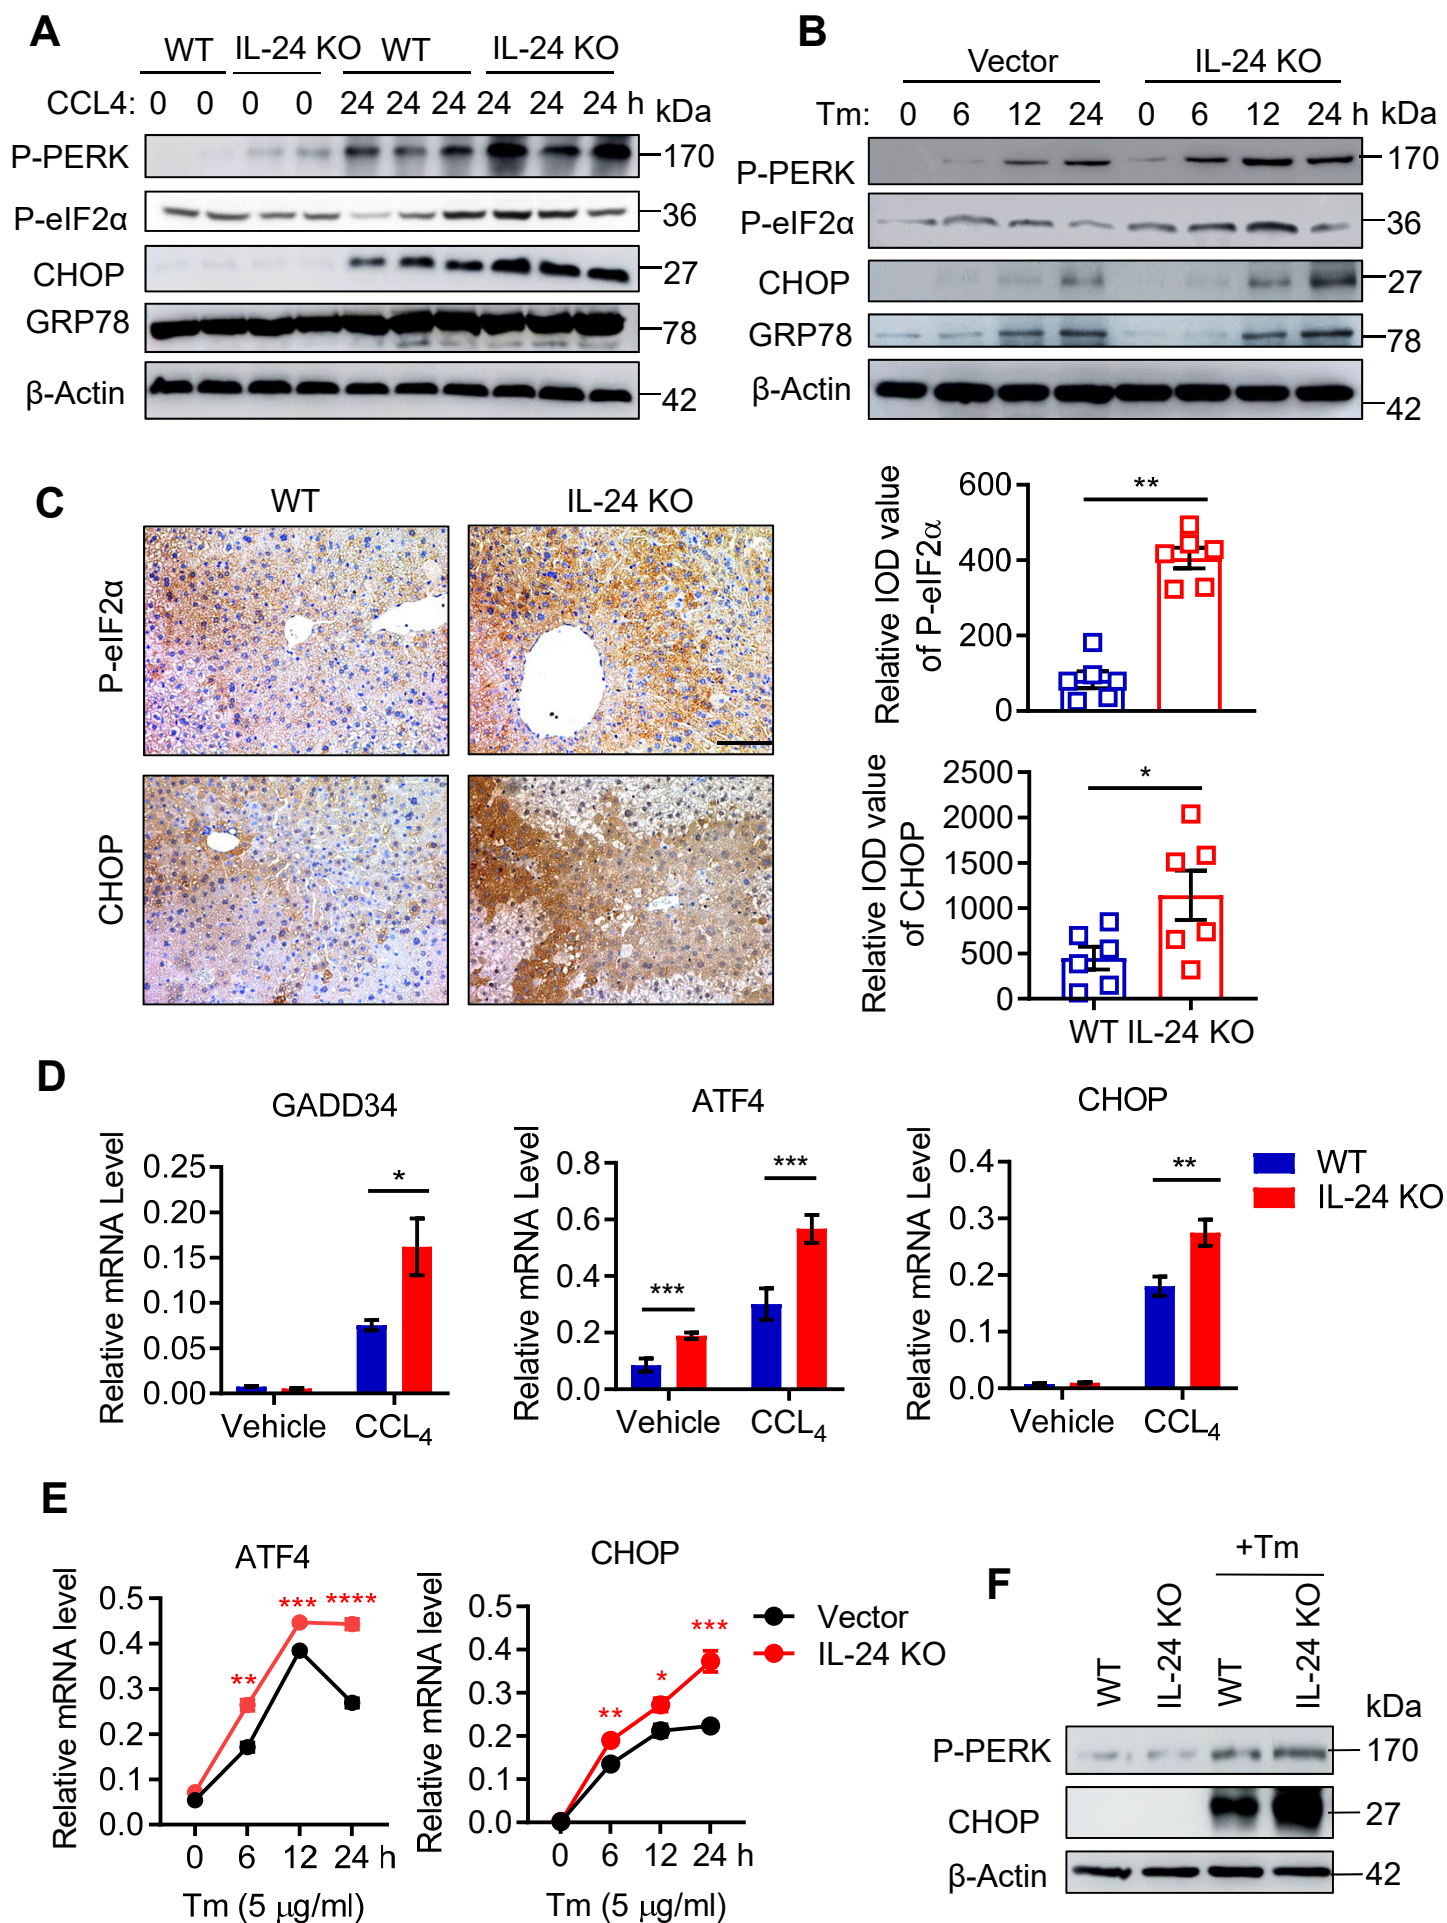 A
WT IL-24 KO WT IL-24 KO
CCL4: 0 0 0 0 24 24 24 24 24 24 h kDa
P-PERK 170
P-eIF2α 36
CHOP 27
GRP78 78
β-Actin 42
B
Vector IL-24 KO
Tm: 0 6 12 24 0 6 12 24 h kDa
P-PERK 170
P-eIF2α 36
CHOP 27
GRP78 78
β-Actin 42
C
WT IL-24 KO
P-eIF2α
CHOP
Relative IOD value
of P-eIF2α
600
400
200
0
**
Relative IOD value
of CHOP
2500
2000
1500
1000
500
0
*
WT IL-24 KO
D
GADD34
Relative mRNA Level
0.25
0.20
0.15
0.10
0.05
0.00
*
Vehicle CCL4
ATF4
Relative mRNA Level
0.8
0.6
0.4
0.2
0.0
***
***
Vehicle CCL4
CHOP
Relative mRNA Level
0.4
0.3
0.2
0.1
0.0
**
Vehicle CCL4
WT
IL-24 KO
E
ATF4
Relative mRNA level
0.5
0.4
0.3
0.2
0.1
0.0
** *** ****
0 6 12 24 h
Tm (5 μg/ml)
CHOP
Relative mRNA level
0.5
0.4
0.3
0.2
0.1
0.0
** * ***
0 6 12 24 h
Tm (5 μg/ml)
Vector
IL-24 KO
F
+Tm
WT IL-24 KO WT IL-24 KO
kDa
P-PERK 170
CHOP 27
β-Actin 42